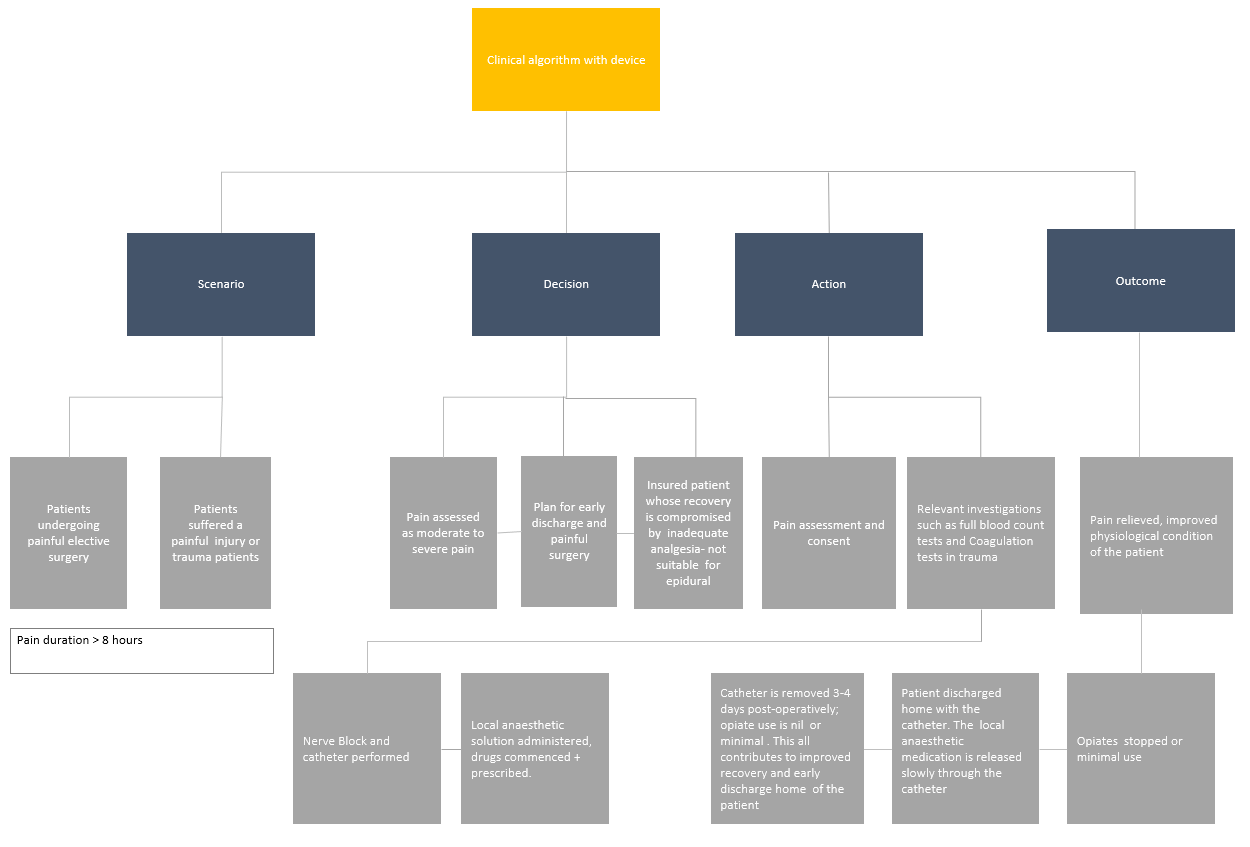 Clinical algorithm with device
Scenario
Decision
Action
Outcome
Patients
undergoing
painful elective
surgery
Patients
suffered a
painful  injury or
trauma patients
Pain assessed
as moderate to
severe pain
Plan for early
discharge and
painful
surgery
Insured patient
whose recovery
is compromised
by  inadequate
analgesia- not
suitable  for
epidural
Pain assessment and
consent
Relevant investigations
such as full blood count
tests and Coagulation
tests in trauma
Pain relieved, improved
physiological condition
of the patient
Pain duration > 8 hours
Nerve Block and
catheter performed
Local anaesthetic
solution administered,
drugs commenced +
prescribed.
Catheter is removed 3-4
days post-operatively;
opiate use is nil  or
minimal . This all
contributes to improved
recovery and early
discharge home  of the
patient
Patient discharged
home with the
catheter. The  local
anaesthetic
medication is released
slowly through the
catheter
Opiates  stopped or
minimal use